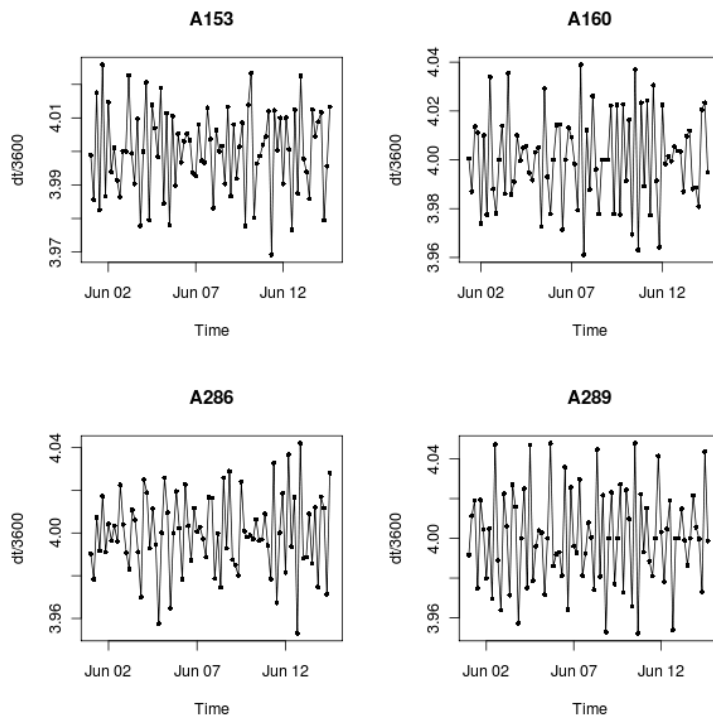 A153
dt/3600
3.97 3.99 4.01
Jun 02 Jun 07 Jun 12
Time
A160
dt/3600
3.96 3.98 4.00 4.02 4.04
Jun 02 Jun 07 Jun 12
Time
A286
dt/3600
3.96 4.00 4.04
Jun 02 Jun 07 Jun 12
Time
A289
dt/3600
3.96 4.00 4.04
Jun 02 Jun 07 Jun 12
Time